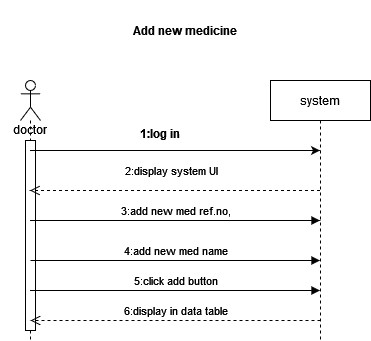 Add new medicine
system
doctor
1:log in
2:display system UI
3:add new med ref.no,
4:add new med name
5:click add button
6:display in data table